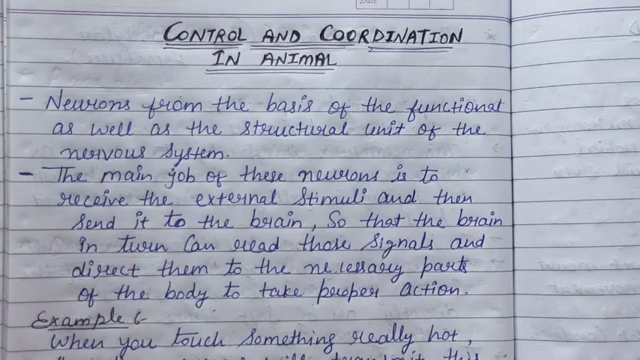 CONTROL AND COORDINATION
IN ANIMAL
- Neurons from the basis of the functional
as well as the structural unit of the
nervous system.
- The main job of these neurons is to
receive the external stimuli and then
send it to the brain, So that the brain
in turn can read those signals and
direct them to the necessary parts
of the body to take proper action.
Example :-
When you touch something really hot,